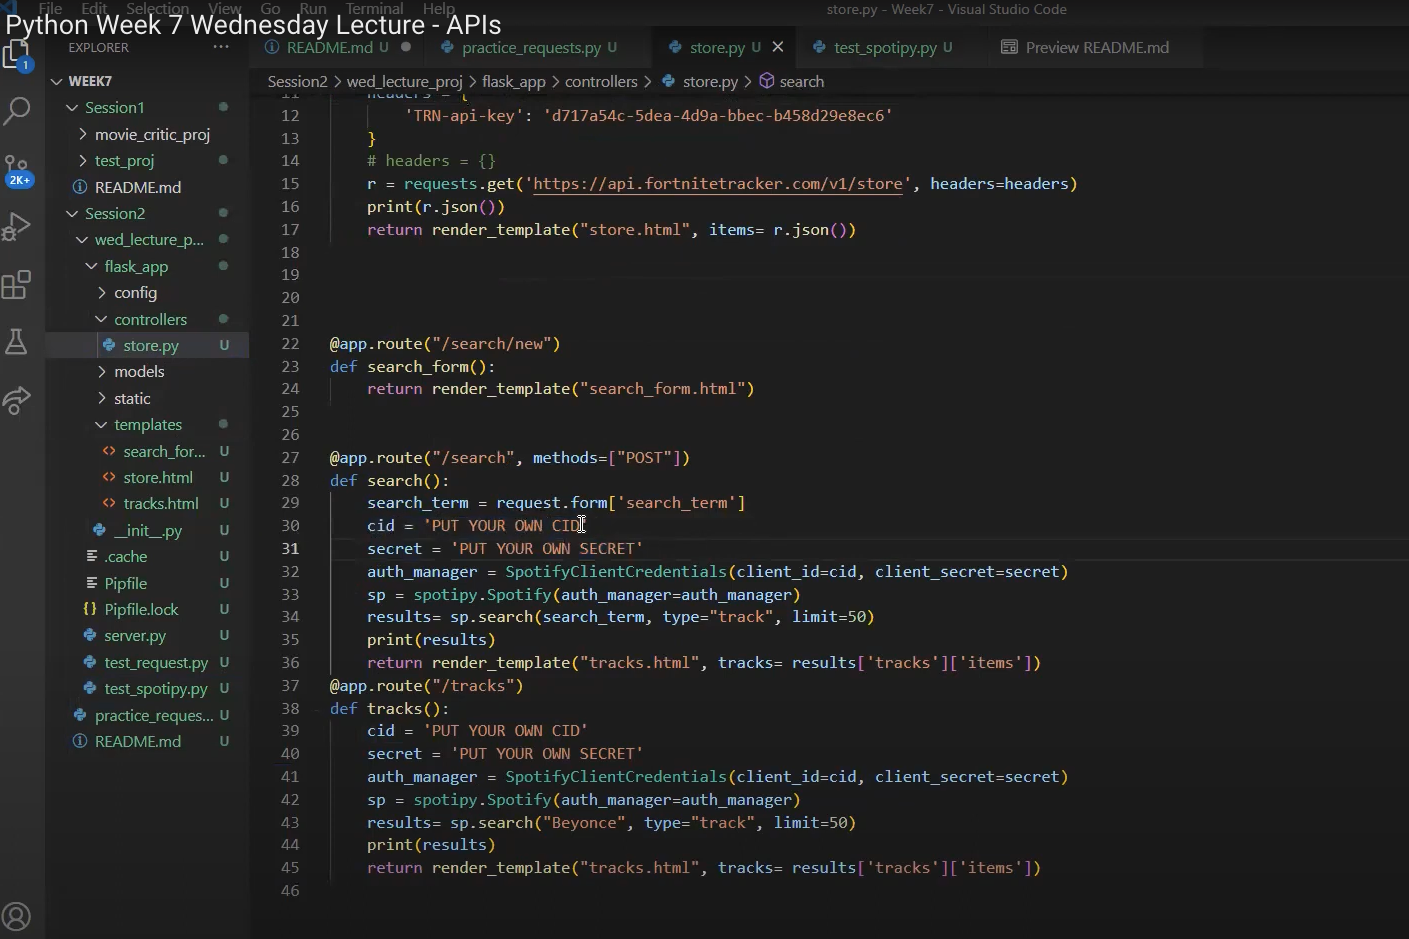 File Edit Selection View Go Run Terminal Help store.py - Week7 - Visual Studio Code
Python Week 7 Wednesday Lecture - APIs
EXPLORER ···
README.md U
practice_requests.py U
store.py U
test_spotipy.py U
Preview README.md
1
2K+
WEEK7
Session1
movie_critic_proj
test_proj
README.md
Session2
wed_lecture_p...
flask_app
config
controllers
store.py U
models
static
templates
search_for... U
store.html U
tracks.html U
__init__.py U
.cache U
Pipfile U
Pipfile.lock U
server.py U
test_request.py U
test_spotipy.py U
practice_reques... U
README.md U
Session2 > wed_lecture_proj > flask_app > controllers > store.py > search
11 headers = {
12 'TRN-api-key': 'd717a54c-5dea-4d9a-bbec-b458d29e8ec6'
13 }
14 # headers = {}
15 r = requests.get('https://api.fortnitetracker.com/v1/store', headers=headers)
16 print(r.json())
17 return render_template("store.html", items= r.json())
18
19
20
21
22 @app.route("/search/new")
23 def search_form():
24 return render_template("search_form.html")
25
26
27 @app.route("/search", methods=["POST"])
28 def search():
29 search_term = request.form['search_term']
30 cid = 'PUT YOUR OWN CID'
31 secret = 'PUT YOUR OWN SECRET'
32 auth_manager = SpotifyClientCredentials(client_id=cid, client_secret=secret)
33 sp = spotipy.Spotify(auth_manager=auth_manager)
34 results= sp.search(search_term, type="track", limit=50)
35 print(results)
36 return render_template("tracks.html", tracks= results['tracks']['items'])
37 @app.route("/tracks")
38 def tracks():
39 cid = 'PUT YOUR OWN CID'
40 secret = 'PUT YOUR OWN SECRET'
41 auth_manager = SpotifyClientCredentials(client_id=cid, client_secret=secret)
42 sp = spotipy.Spotify(auth_manager=auth_manager)
43 results= sp.search("Beyonce", type="track", limit=50)
44 print(results)
45 return render_template("tracks.html", tracks= results['tracks']['items'])
46